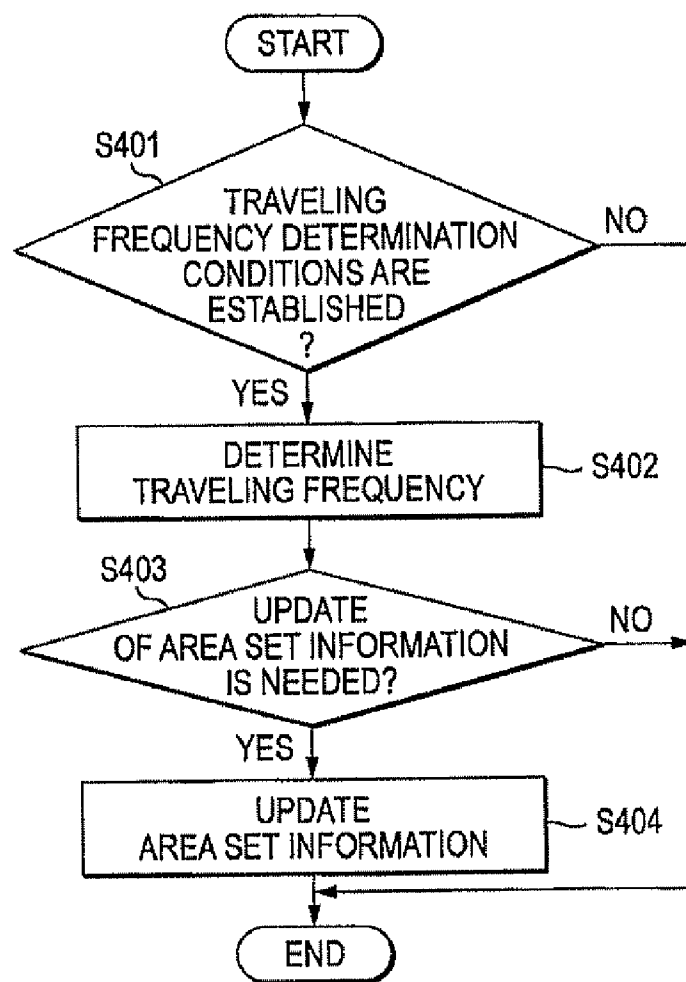 START
S401
TRAVELING
FREQUENCY DETERMINATION
CONDITIONS ARE
ESTABLISHED
?
NO
YES
DETERMINE
TRAVELING FREQUENCY
S402
S403
UPDATE
OF AREA SET INFORMATION
IS NEEDED?
NO
YES
UPDATE
AREA SET INFORMATION
S404
END